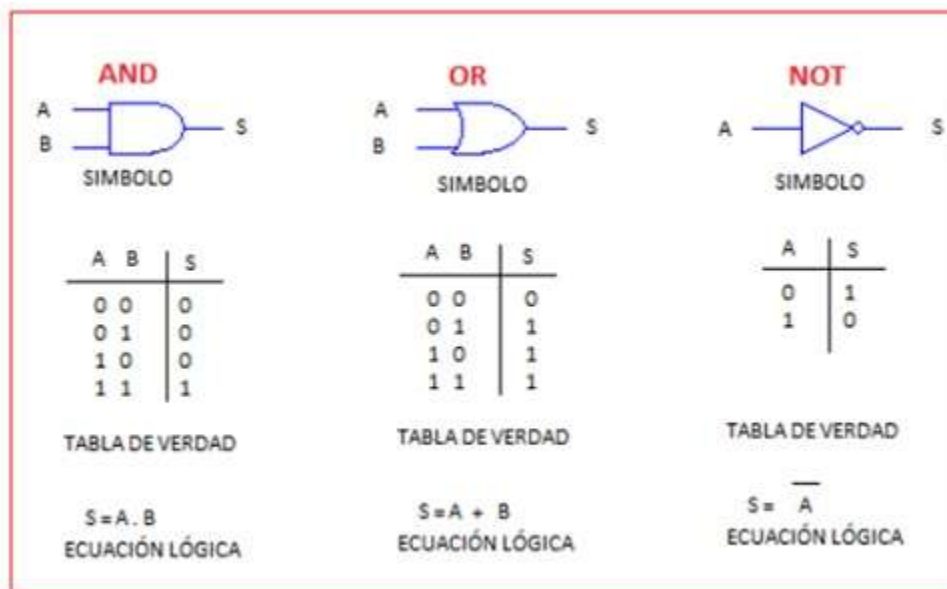 AND
A
B
S
SIMBOLO
A B S
0 0 0
0 1 0
1 0 0
1 1 1
TABLA DE VERDAD
S = A . B
ECUACIÓN LÓGICA
OR
A
B
S
SIMBOLO
A B S
0 0 0
0 1 1
1 0 1
1 1 1
TABLA DE VERDAD
S = A + B
ECUACIÓN LÓGICA
NOT
A
S
SIMBOLO
A S
0 1
1 0
TABLA DE VERDAD
S = A̅
ECUACIÓN LÓGICA